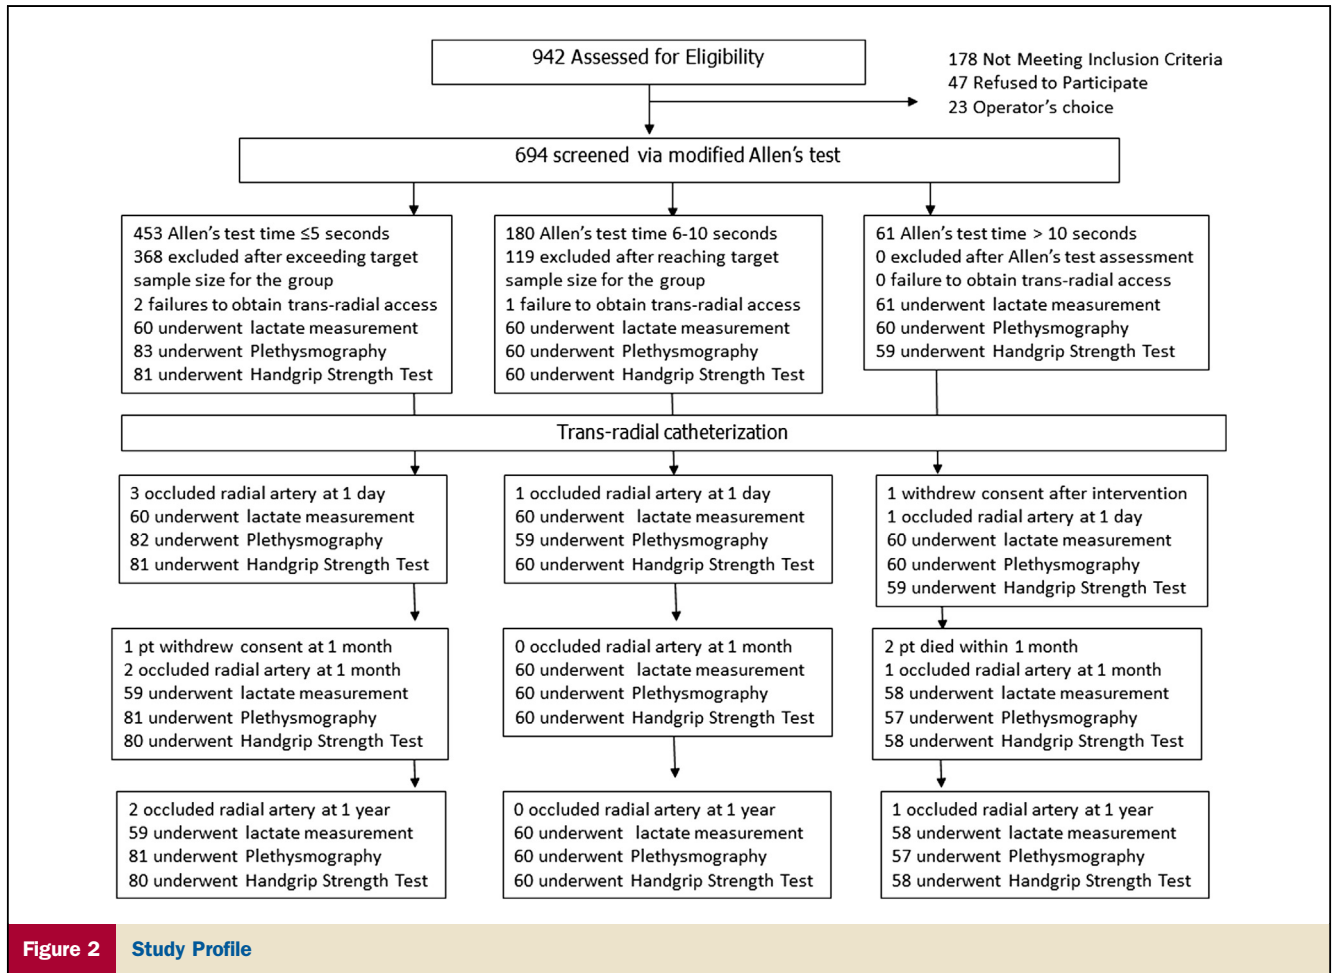 942 Assessed for Eligibility
178 Not Meeting Inclusion Criteria
47 Refused to Participate
23 Operator's choice
694 screened via modified Allen's test
453 Allen's test time ≤5 seconds
368 excluded after exceeding target
sample size for the group
2 failures to obtain trans-radial access
60 underwent lactate measurement
83 underwent Plethysmography
81 underwent Handgrip Strength Test
180 Allen's test time 6-10 seconds
119 excluded after reaching target
sample size for the group
1 failure to obtain trans-radial access
60 underwent lactate measurement
60 underwent Plethysmography
60 underwent Handgrip Strength Test
61 Allen's test time > 10 seconds
0 excluded after Allen's test assessment
0 failure to obtain trans-radial access
61 underwent lactate measurement
60 underwent Plethysmography
59 underwent Handgrip Strength Test
Trans-radial catheterization
3 occluded radial artery at 1 day
60 underwent lactate measurement
82 underwent Plethysmography
81 underwent Handgrip Strength Test
1 occluded radial artery at 1 day
60 underwent lactate measurement
59 underwent Plethysmography
60 underwent Handgrip Strength Test
1 withdrew consent after intervention
1 occluded radial artery at 1 day
60 underwent lactate measurement
60 underwent Plethysmography
59 underwent Handgrip Strength Test
1 pt withdrew consent at 1 month
2 occluded radial artery at 1 month
59 underwent lactate measurement
81 underwent Plethysmography
80 underwent Handgrip Strength Test
0 occluded radial artery at 1 month
60 underwent lactate measurement
60 underwent Plethysmography
60 underwent Handgrip Strength Test
2 pt died within 1 month
1 occluded radial artery at 1 month
58 underwent lactate measurement
57 underwent Plethysmography
58 underwent Handgrip Strength Test
2 occluded radial artery at 1 year
59 underwent lactate measurement
81 underwent Plethysmography
80 underwent Handgrip Strength Test
0 occluded radial artery at 1 year
60 underwent lactate measurement
60 underwent Plethysmography
60 underwent Handgrip Strength Test
1 occluded radial artery at 1 year
58 underwent lactate measurement
57 underwent Plethysmography
58 underwent Handgrip Strength Test
Figure 2 Study Profile